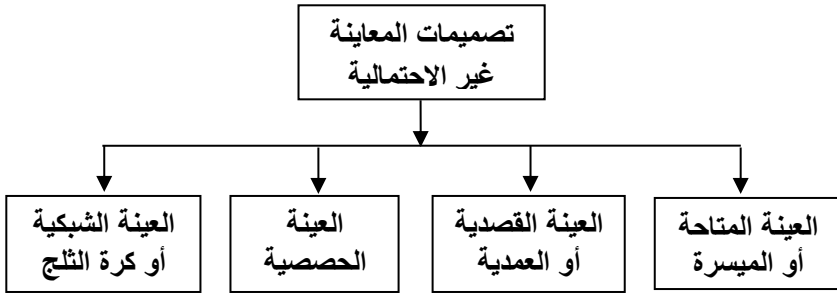 تصميمات المعاينة
غير الاحتمالية
العينة المتاحة
أو الميسرة
العينة القصدية
أو العمدية
العينة
الحصصية
العينة الشبكية
أو كرة الثلج